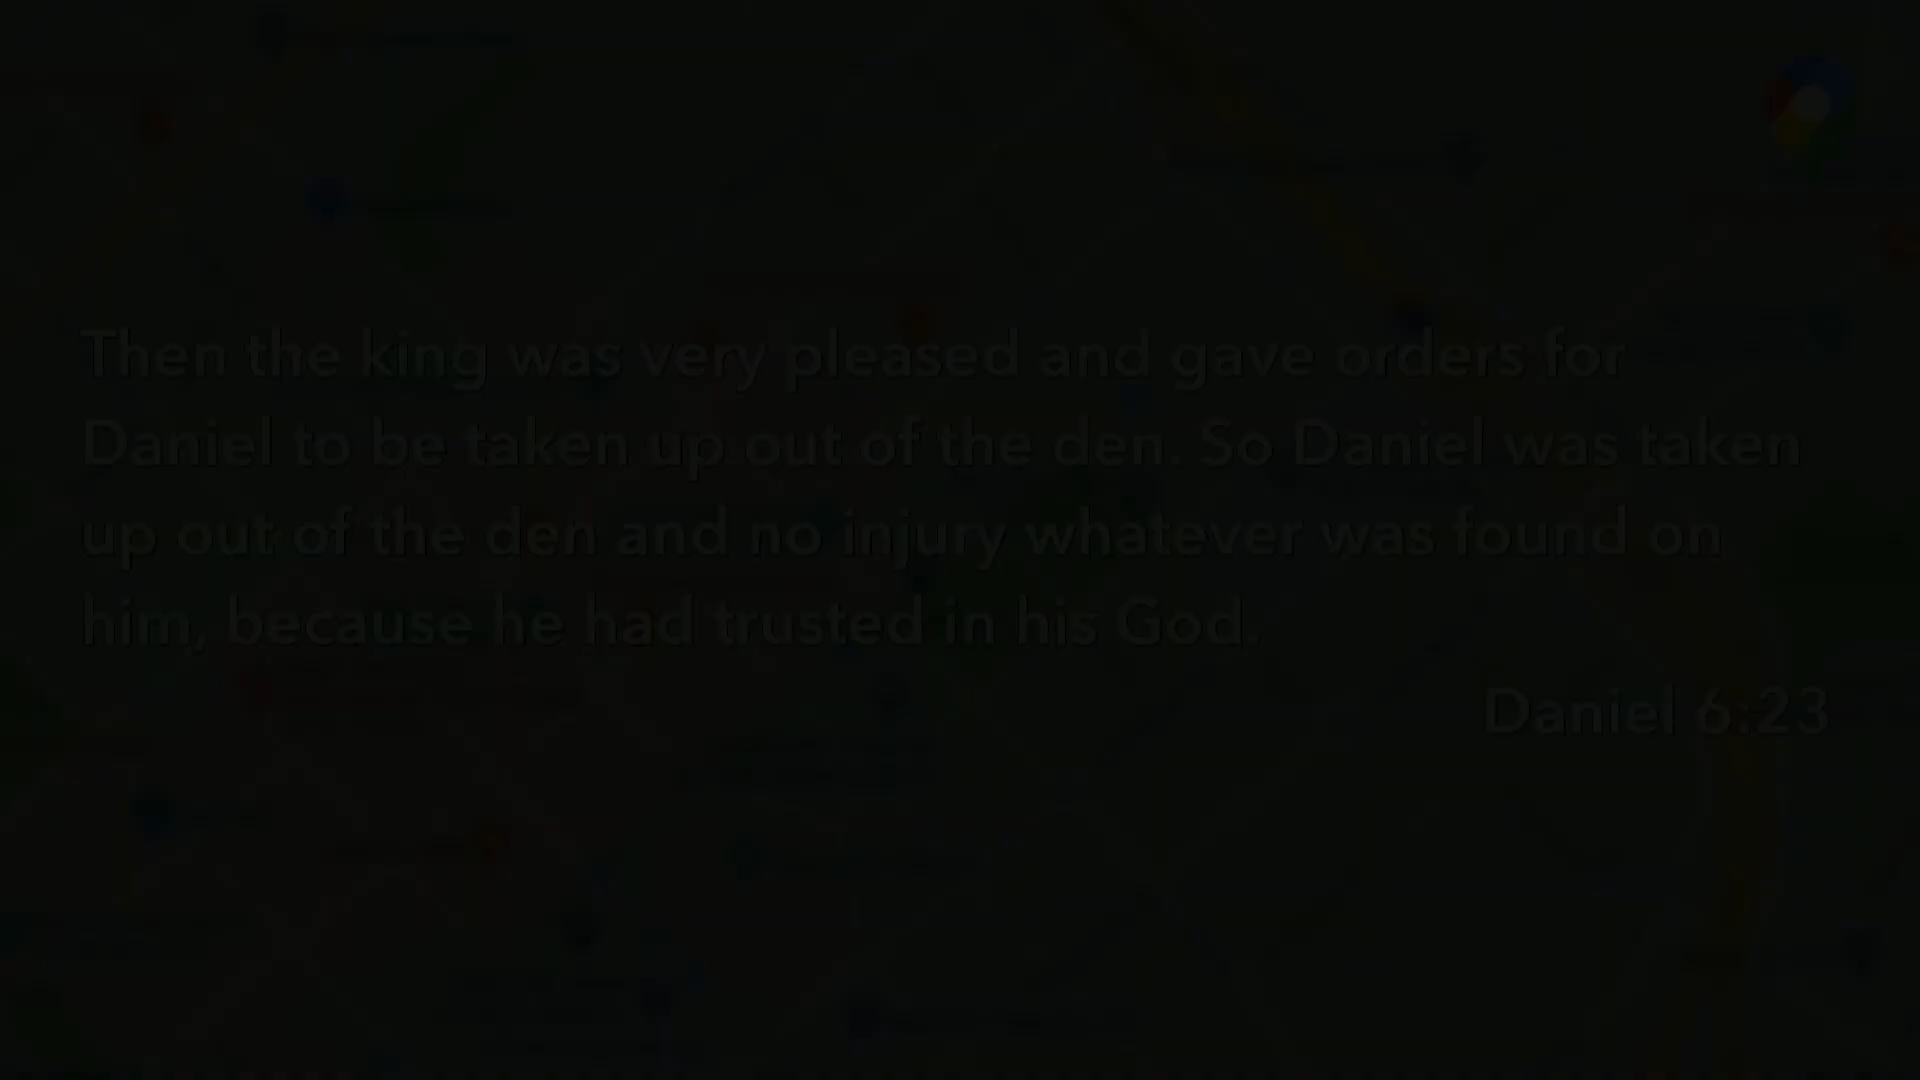 Then the king was very pleased and gave orders for
Daniel to be taken up out of the den. So Daniel was taken
up out of the den and no injury whatever was found on
him, because he had trusted in his God.
Daniel 6:23